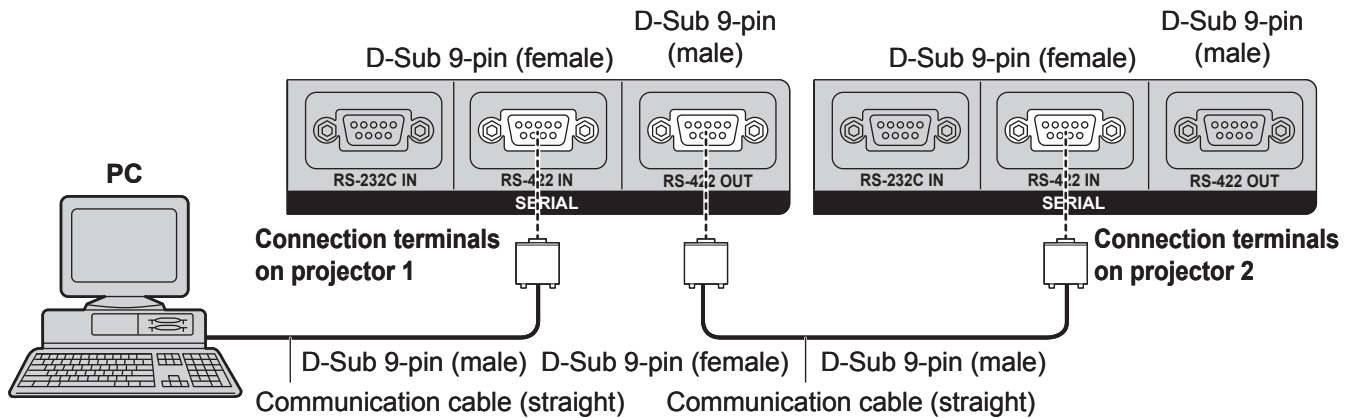 D-Sub 9-pin (female)
D-Sub 9-pin
(male)
D-Sub 9-pin (female)
D-Sub 9-pin
(male)
RS-232C IN
RS-422 IN
RS-422 OUT
SERIAL
RS-232C IN
RS-422 IN
RS-422 OUT
SERIAL
PC
Connection terminals
on projector 1
Connection terminals
on projector 2
D-Sub 9-pin (male)
D-Sub 9-pin (female)
D-Sub 9-pin (male)
Communication cable (straight)
Communication cable (straight)